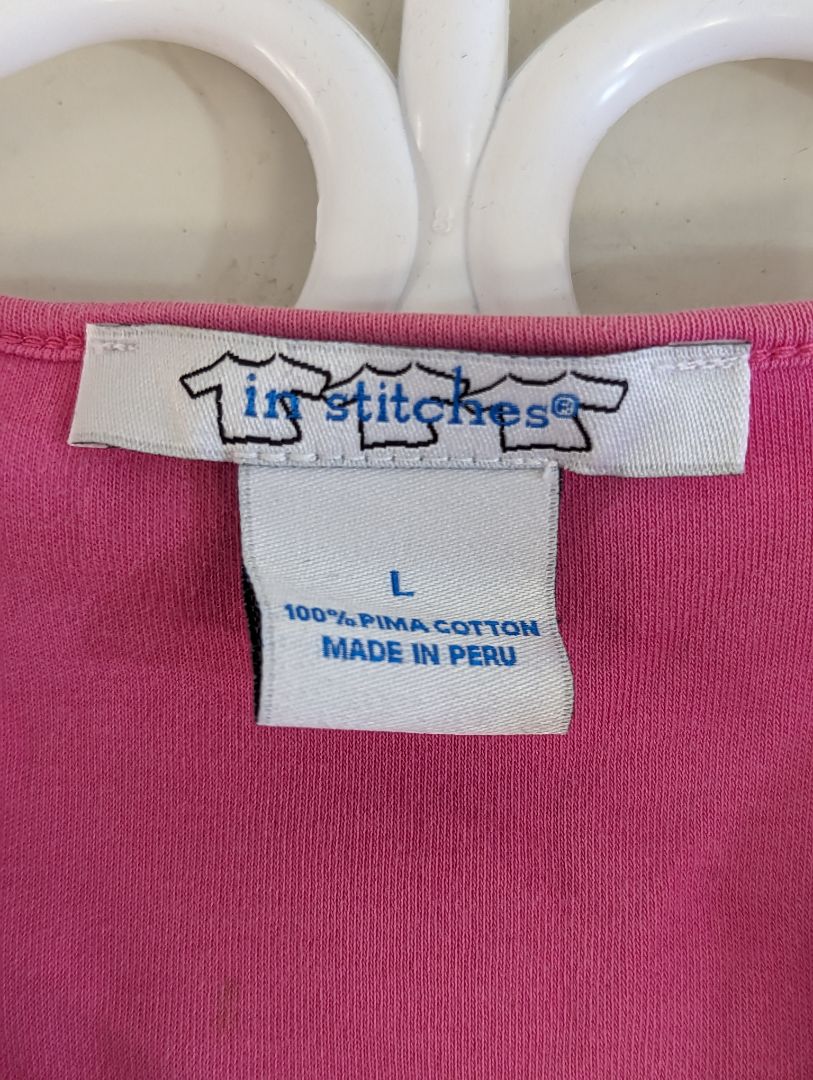 in stitches®
L
100% PIMA COTTON
MADE IN PERU